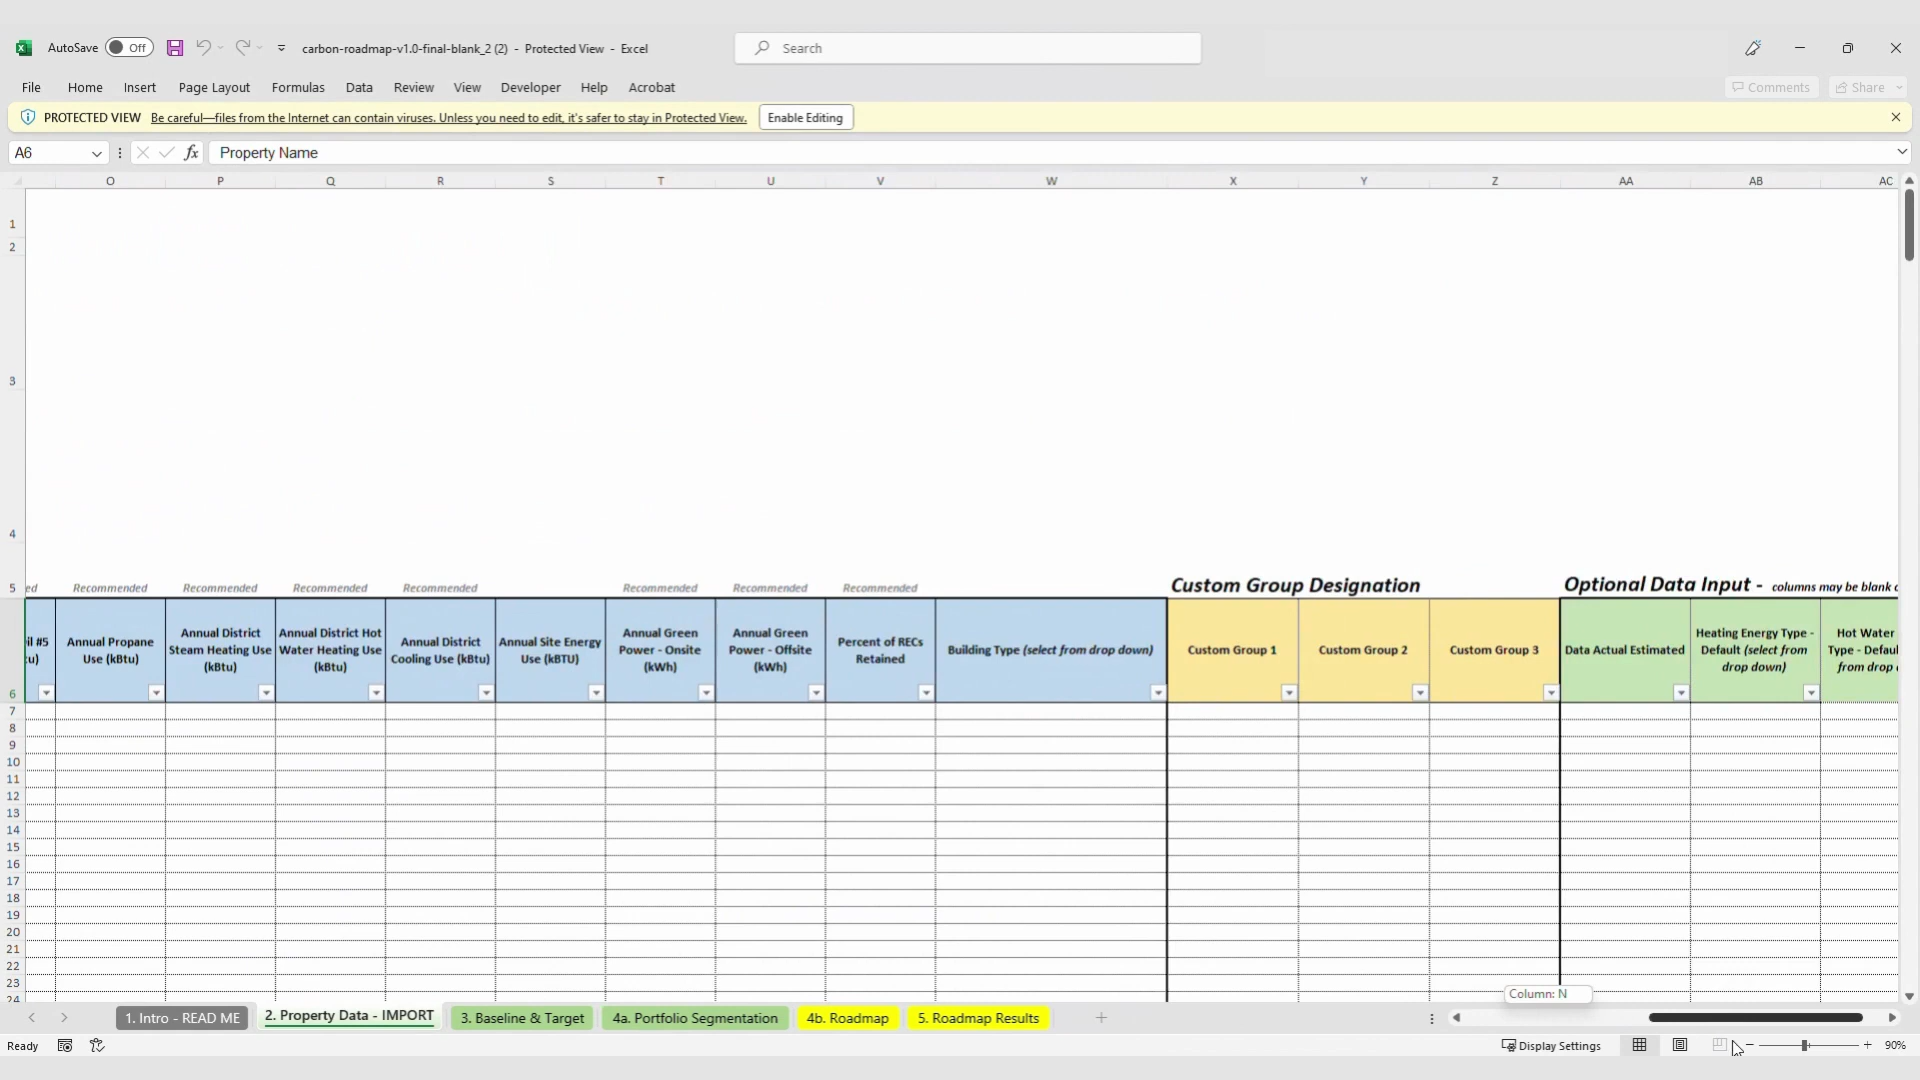 AutoSave Off carbon-roadmap-v1.0-final-blank_2 (2) - Protected View - Excel Search
File Home Insert Page Layout Formulas Data Review View Developer Help Acrobat Comments Share
PROTECTED VIEW Be careful—files from the Internet can contain viruses. Unless you need to edit, it's safer to stay in Protected View. Enable Editing
A6 fx Property Name
O P Q R S T U V W X Y Z AA AB AC
1
2
3
4
5 ed Recommended Recommended Recommended Recommended Recommended Recommended Recommended Custom Group Designation Optional Data Input - columns may be blank
6
il #5
u)
Annual Propane
Use (kBtu)
Annual District
Steam Heating Use
(kBtu)
Annual District Hot
Water Heating Use
(kBtu)
Annual District
Cooling Use (kBtu)
Annual Site Energy
Use (kBTU)
Annual Green
Power - Onsite
(kWh)
Annual Green
Power - Offsite
(kWh)
Percent of RECs
Retained
Building Type (select from drop down)
Custom Group 1
Custom Group 2
Custom Group 3
Data Actual Estimated
Heating Energy Type -
Default (select from
drop down)
Hot Water
Type - Defaul
from drop
7
8
9
10
11
12
13
14
15
16
17
18
19
20
21
22
23
24
Column: N
1. Intro - READ ME 2. Property Data - IMPORT 3. Baseline & Target 4a. Portfolio Segmentation 4b. Roadmap 5. Roadmap Results
Ready Display Settings 90%